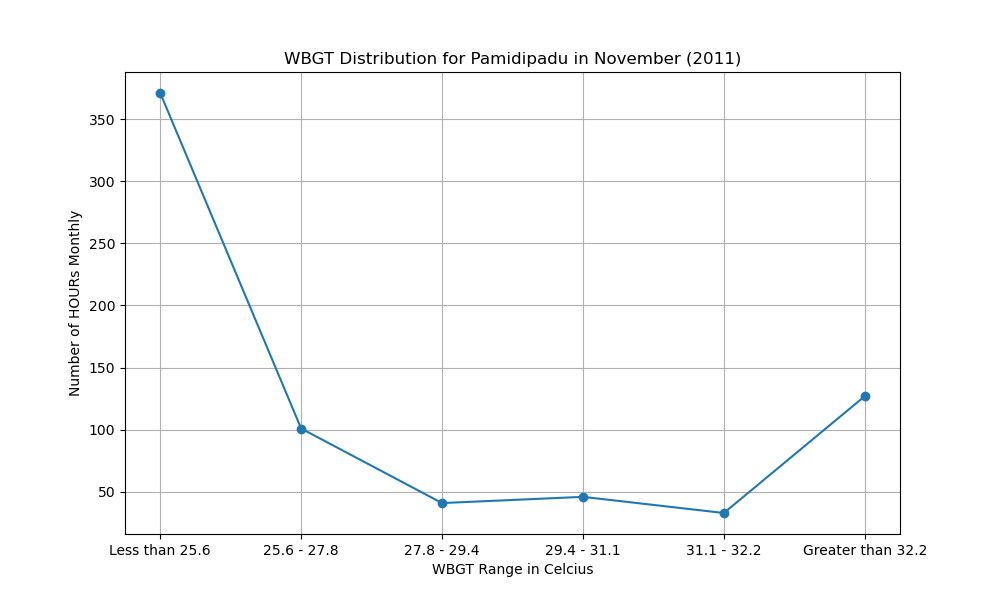 WBGT Distribution for Pamidipadu in November (2011)
Number of HOURs Monthly
350
300
250
200
150
100
50
Less than 25.6
25.6 - 27.8
27.8 - 29.4
29.4 - 31.1
31.1 - 32.2
Greater than 32.2
WBGT Range in Celcius